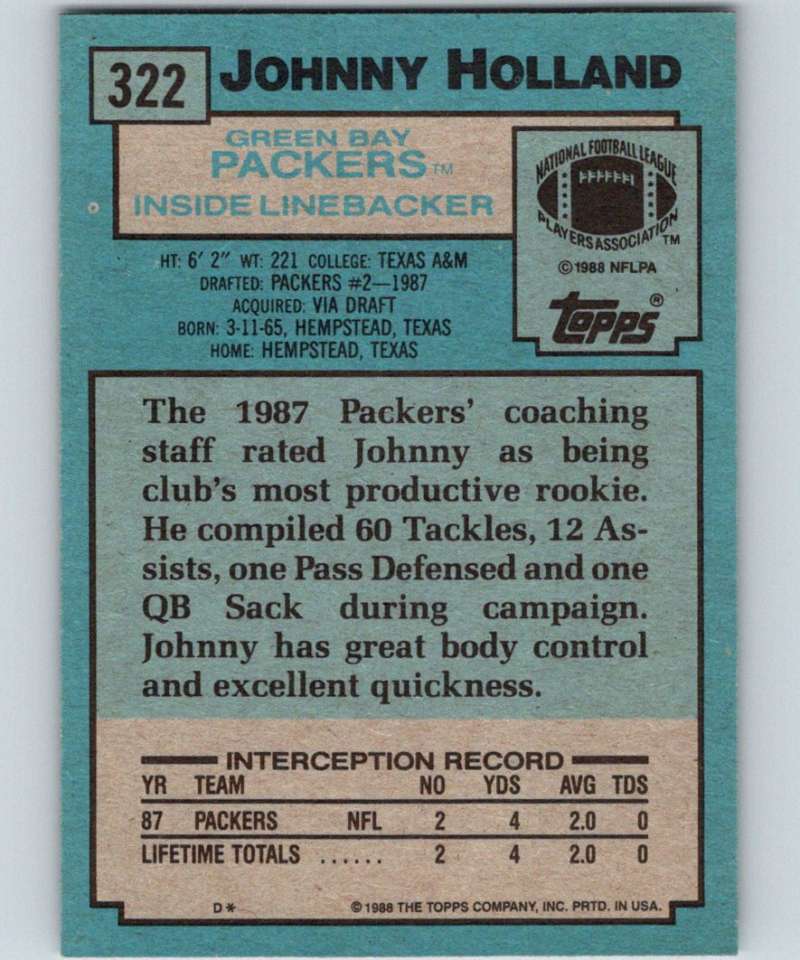 322
JOHNNY HOLLAND
GREEN BAY
PACKERS™
INSIDE LINEBACKER
NATIONAL FOOTBALL LEAGUE
PLAYERS ASSOCIATION™
©1988 NFLPA
topps®
HT: 6' 2" WT: 221 COLLEGE: TEXAS A&M
DRAFTED: PACKERS #2—1987
ACQUIRED: VIA DRAFT
BORN: 3-11-65, HEMPSTEAD, TEXAS
HOME: HEMPSTEAD, TEXAS
The 1987 Packers' coaching
staff rated Johnny as being
club's most productive rookie.
He compiled 60 Tackles, 12 As-
sists, one Pass Defensed and one
QB Sack during campaign.
Johnny has great body control
and excellent quickness.
INTERCEPTION RECORD
YR TEAM NO YDS AVG TDS
87 PACKERS NFL 2 4 2.0 0
LIFETIME TOTALS ...... 2 4 2.0 0
D* ©1988 THE TOPPS COMPANY, INC. PRTD. IN USA.